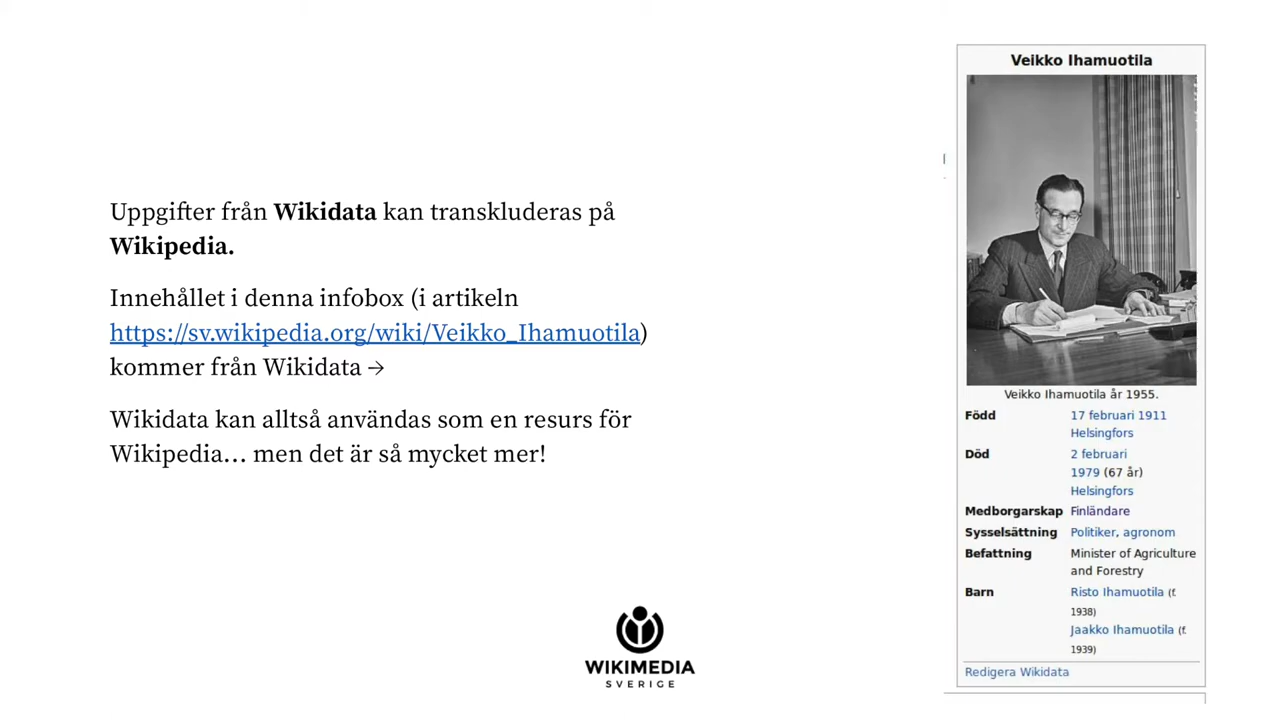 Uppgifter från Wikidata kan transkluderas på
Wikipedia.
Innehållet i denna infobox (i artikeln
https://sv.wikipedia.org/wiki/Veikko_Ihamuotila)
kommer från Wikidata →
Wikidata kan alltså användas som en resurs för
Wikipedia… men det är så mycket mer!
WIKIMEDIA
SVERIGE
Veikko Ihamuotila
Veikko Ihamuotila år 1955.
Född 17 februari 1911
Helsingfors
Död 2 februari
1979 (67 år)
Helsingfors
Medborgarskap Finländare
Sysselsättning Politiker, agronom
Befattning Minister of Agriculture
and Forestry
Barn Risto Ihamuotila (f.
1938)
Jaakko Ihamuotila (f.
1939)
Redigera Wikidata